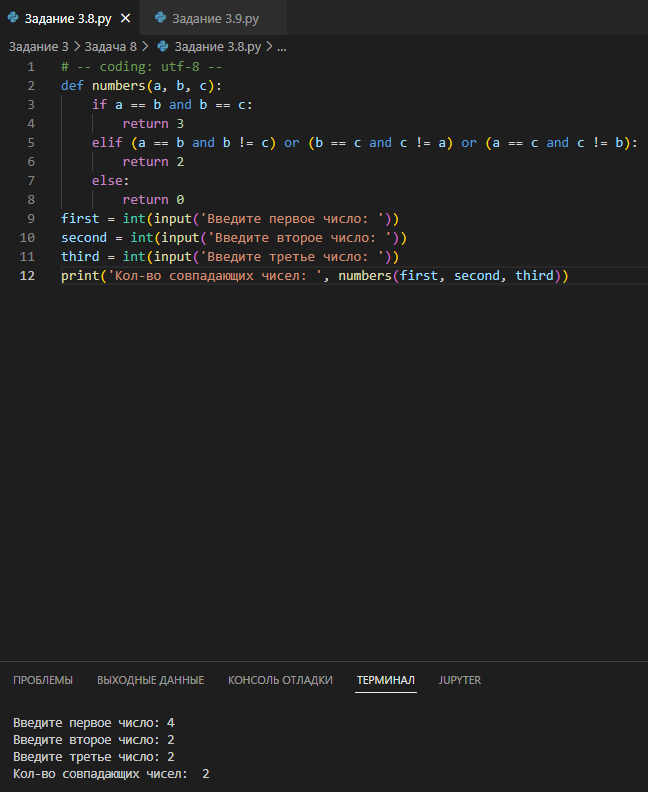 Задание 3.8.py ✕ Задание 3.9.py
Задание 3 > Задача 8 > Задание 3.8.py > ...
1 # -- coding: utf-8 --
2 def numbers(a, b, c):
3 if a == b and b == c:
4 return 3
5 elif (a == b and b != c) or (b == c and c != a) or (a == c and c != b):
6 return 2
7 else:
8 return 0
9 first = int(input('Введите первое число: '))
10 second = int(input('Введите второе число: '))
11 third = int(input('Введите третье число: '))
12 print('Кол-во совпадающих чисел: ', numbers(first, second, third))
ПРОБЛЕМЫ ВЫХОДНЫЕ ДАННЫЕ КОНСОЛЬ ОТЛАДКИ ТЕРМИНАЛ JUPYTER
Введите первое число: 4
Введите второе число: 2
Введите третье число: 2
Кол-во совпадающих чисел:  2